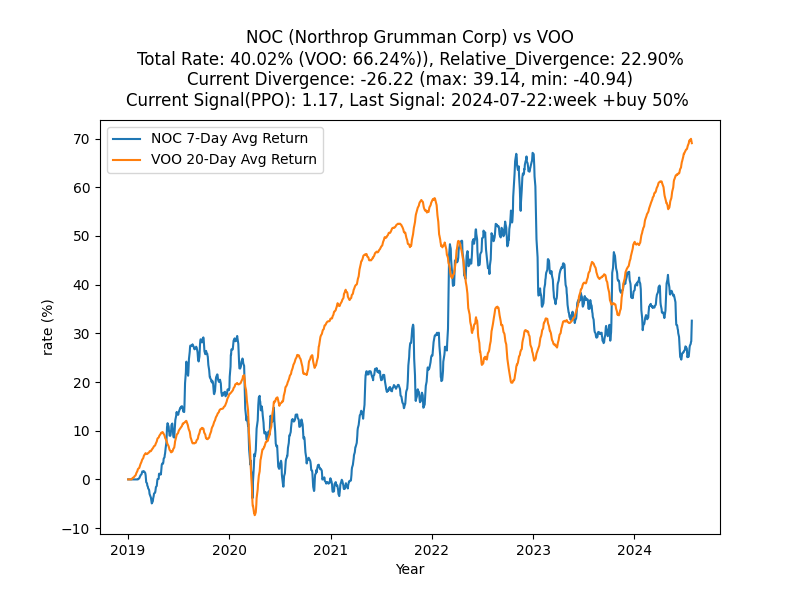 NOC (Northrop Grumman Corp) vs VOO
Total Rate: 40.02% (VOO: 66.24%)), Relative_Divergence: 22.90%
Current Divergence: -26.22 (max: 39.14, min: -40.94)
Current Signal(PPO): 1.17, Last Signal: 2024-07-22:week +buy 50%
NOC 7-Day Avg Return
VOO 20-Day Avg Return
70
60
50
40
30
20
10
0
−10
rate (%)
2019 2020 2021 2022 2023 2024
Year